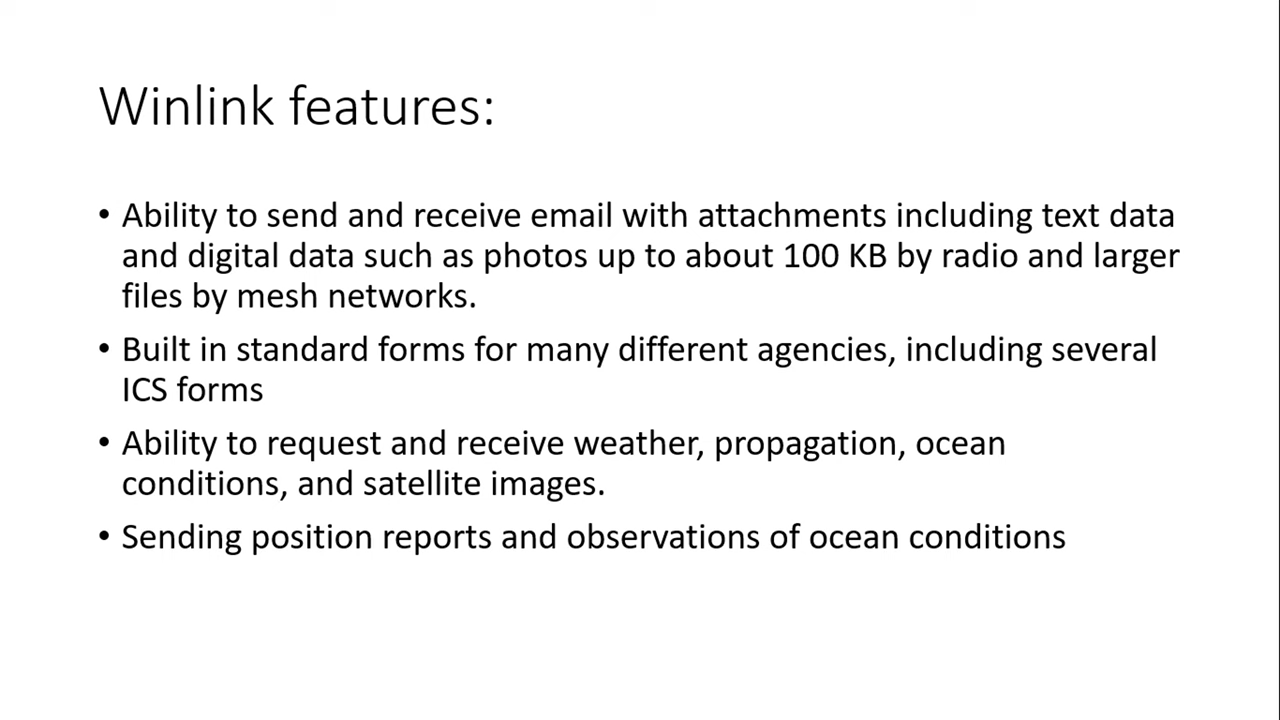 Winlink features:
• Ability to send and receive email with attachments including text data
and digital data such as photos up to about 100 KB by radio and larger
files by mesh networks.
• Built in standard forms for many different agencies, including several
ICS forms
• Ability to request and receive weather, propagation, ocean
conditions, and satellite images.
• Sending position reports and observations of ocean conditions